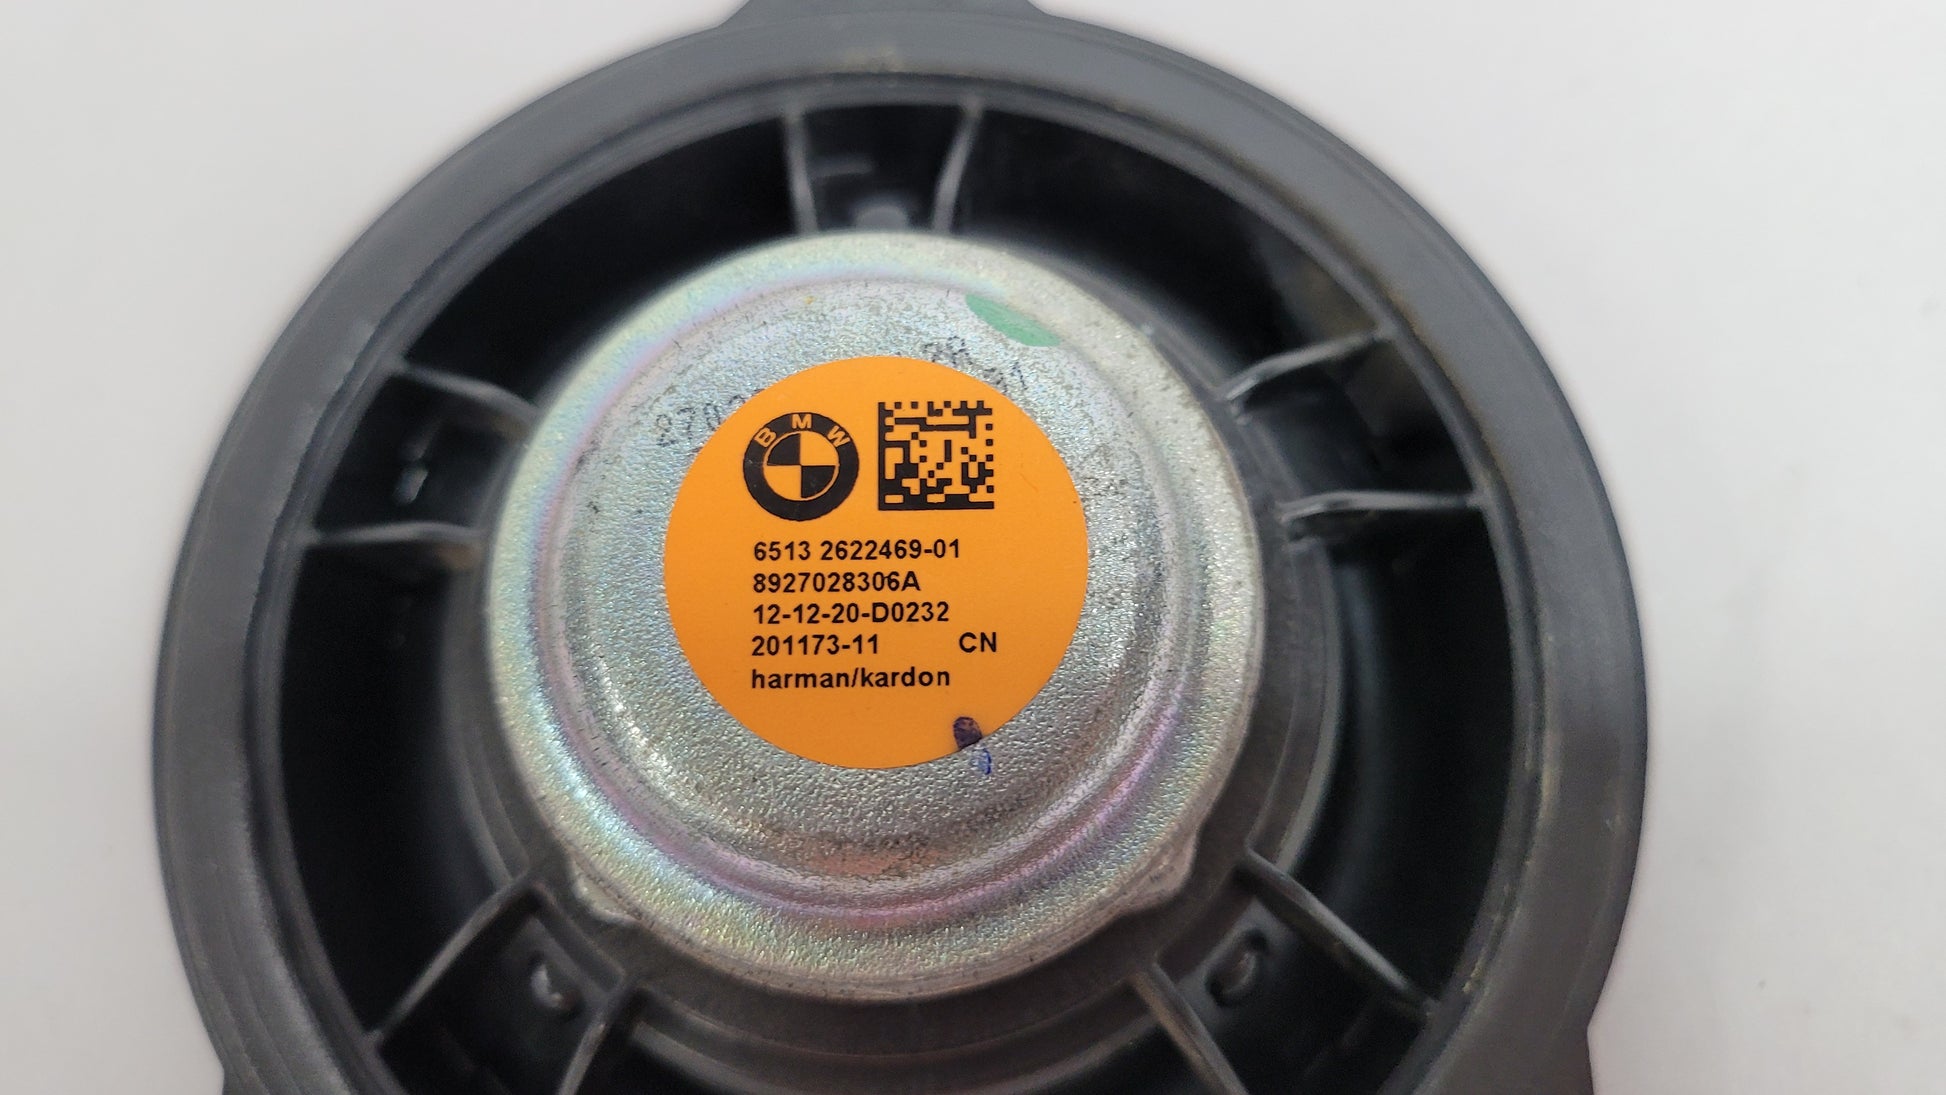 BMW
6513 2622469-01
8927028306A
12-12-20-D0232
201173-11 CN
harman/kardon